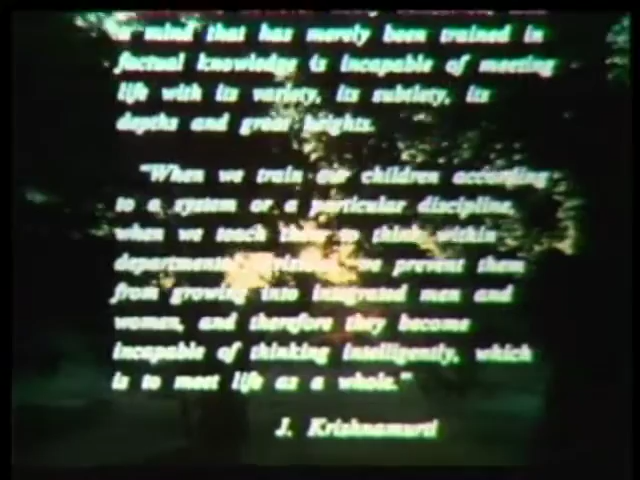 a mind that has merely been trained in
factual knowledge is incapable of meeting
life with its variety, its subtlety, its
depths and great heights.
"When we train our children according
to a system or a particular discipline,
when we teach them to think within
departmental divisions, we prevent them
from growing into integrated men and
women, and therefore they become
incapable of thinking intelligently, which
is to meet life as a whole."
J. Krishnamurti